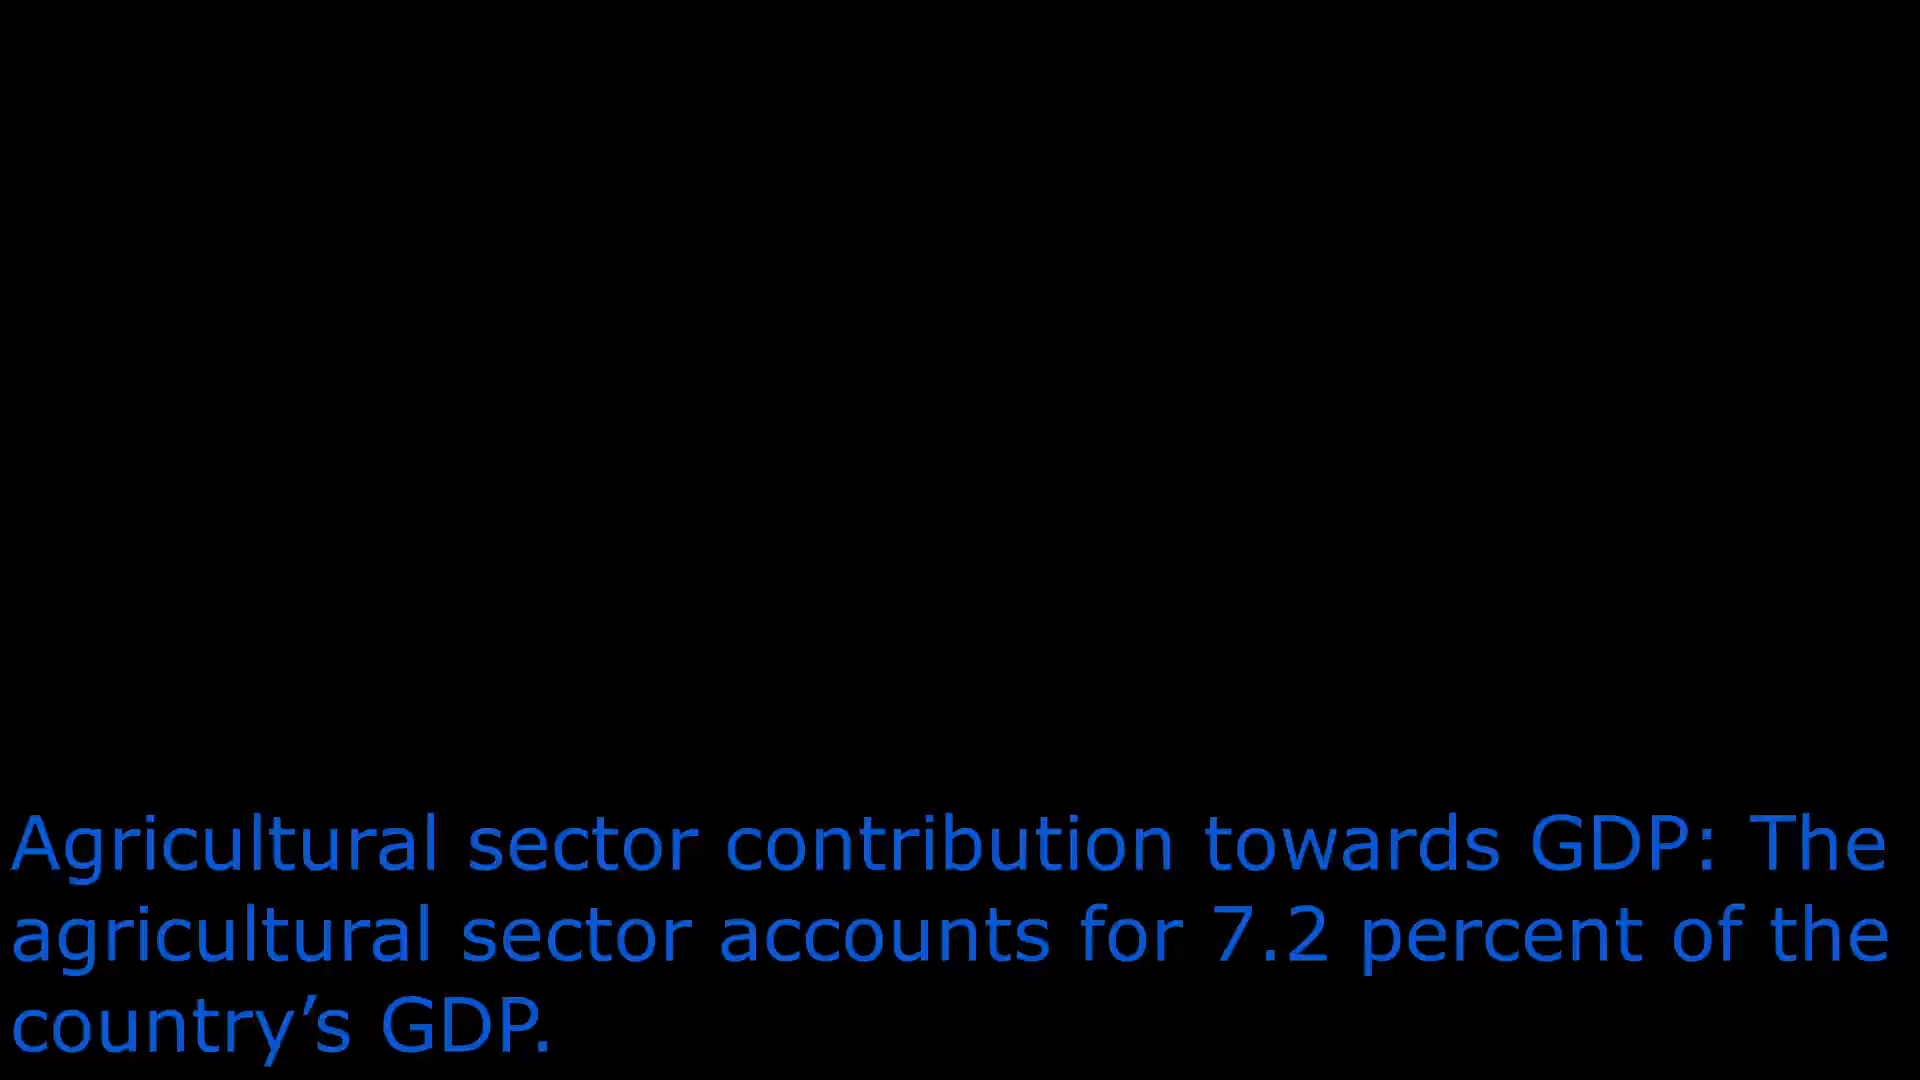 Agricultural sector contribution towards GDP: The
agricultural sector accounts for 7.2 percent of the
country’s GDP.